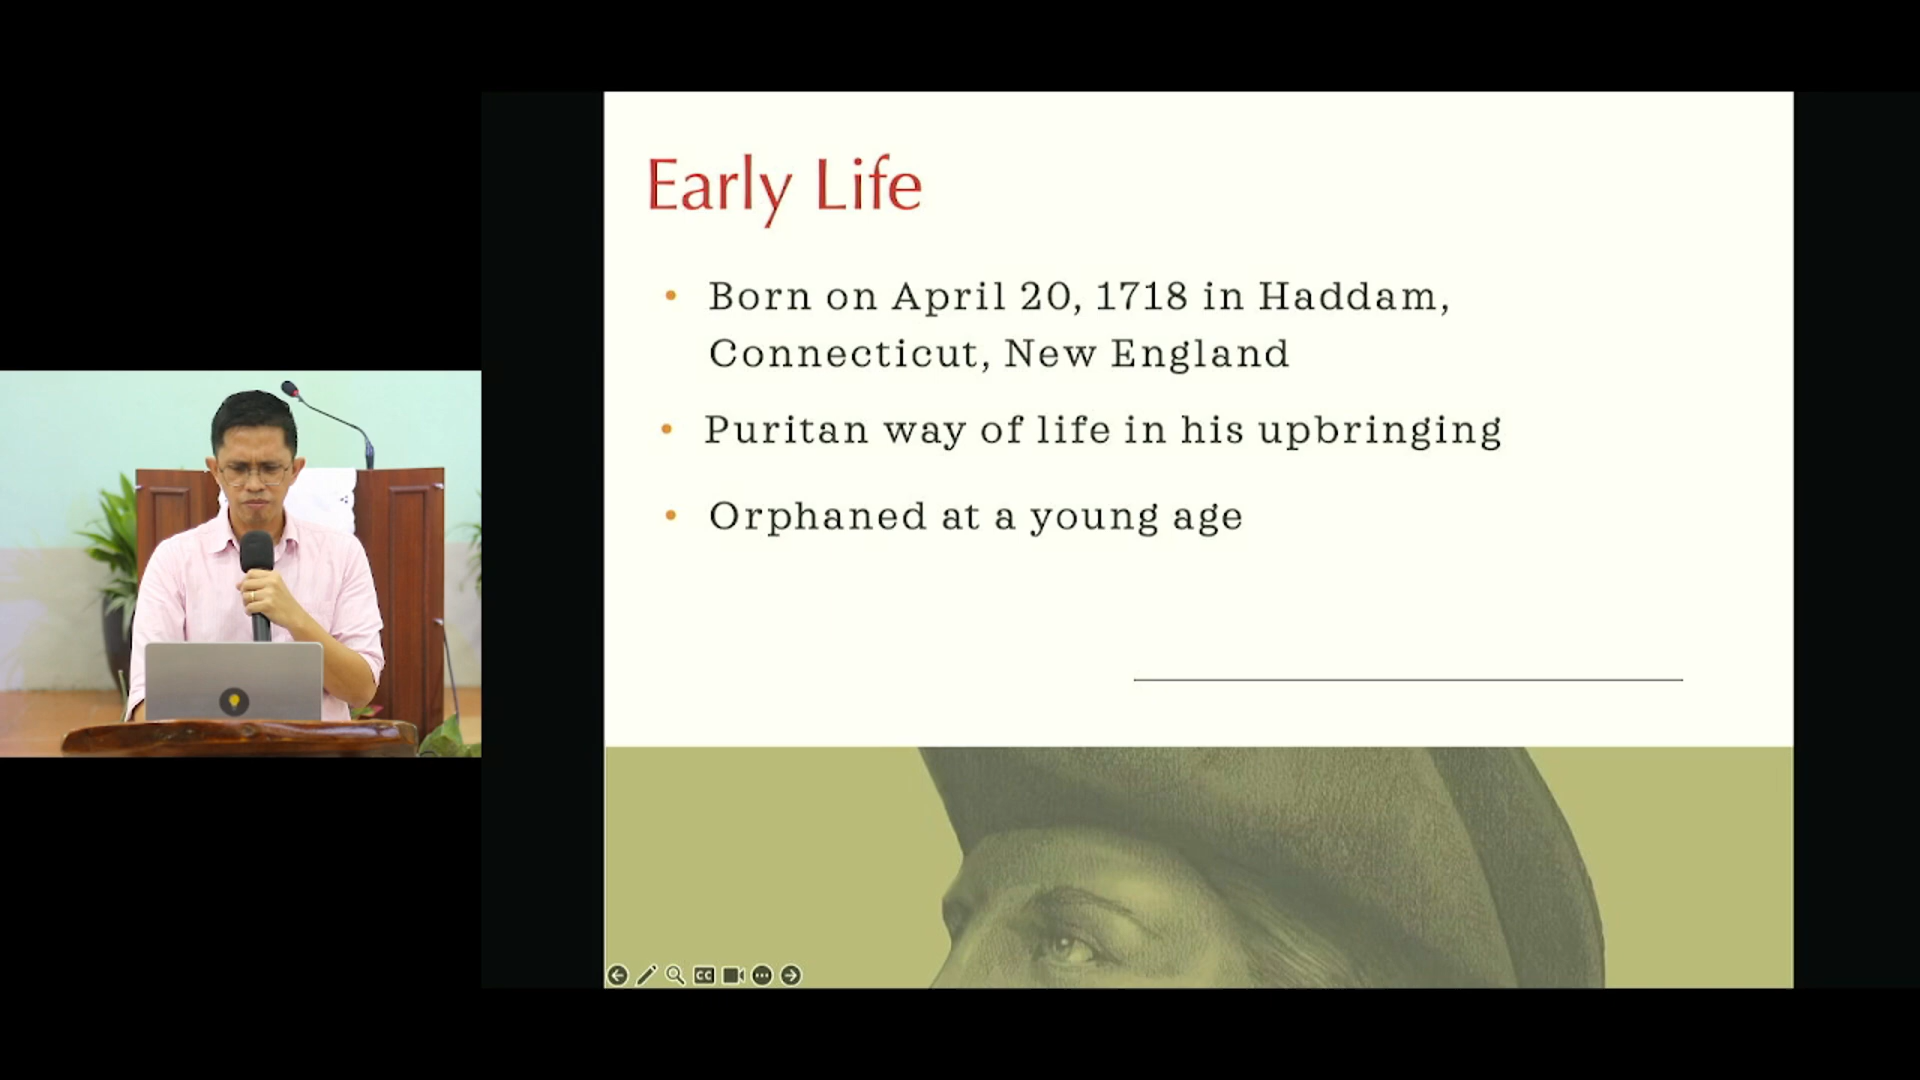 Early Life
• Born on April 20, 1718 in Haddam,
Connecticut, New England
• Puritan way of life in his upbringing
• Orphaned at a young age
CC